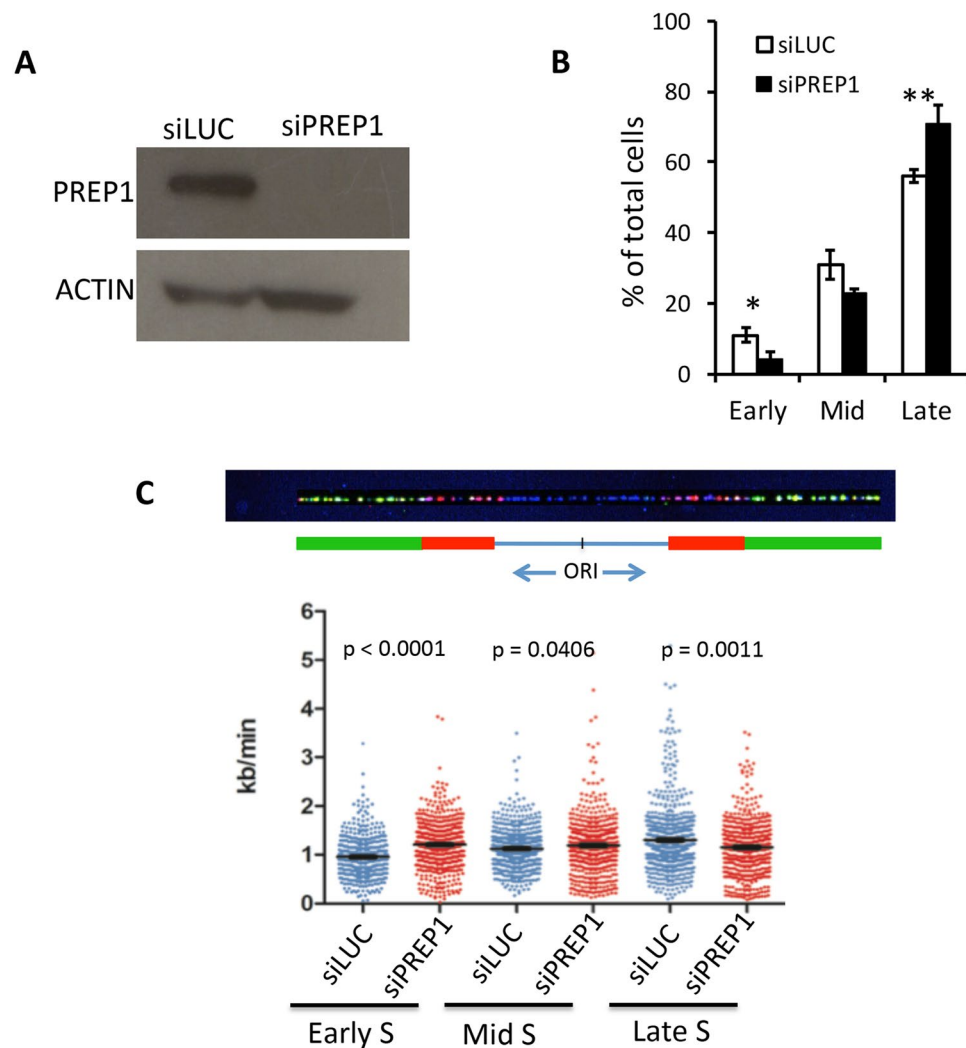 A
siLUC siPREP1
PREP1
ACTIN
B
siLUC
siPREP1
% of total cells
100
80
60
40
20
0
*
**
Early Mid Late
C
ORI
kb/min
6
5
4
3
2
1
0
p < 0.0001 p = 0.0406 p = 0.0011
siLUC siPREP1 siLUC siPREP1 siLUC siPREP1
Early S Mid S Late S